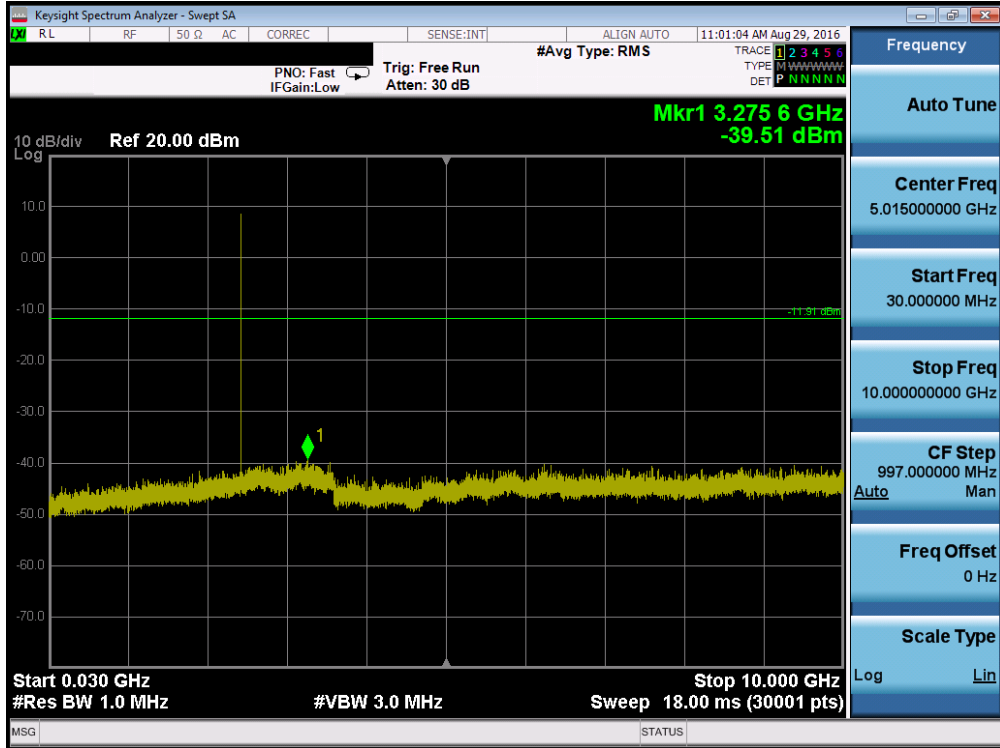 Keysight Spectrum Analyzer - Swept SA
LXI RL RF 50 Ω AC CORREC SENSE:INT ALIGN AUTO 11:01:04 AM Aug 29, 2016
#Avg Type: RMS TRACE 1 2 3 4 5 6
PNO: Fast Trig: Free Run TYPE M WWWWW
IFGain:Low Atten: 30 dB DET P N N N N N
Mkr1 3.275 6 GHz
-39.51 dBm
10 dB/div Ref 20.00 dBm
Log
10.0
0.00
-10.0
-11.91 dBm
-20.0
-30.0
1
-40.0
-50.0
-60.0
-70.0
Start 0.030 GHz Stop 10.000 GHz
#Res BW 1.0 MHz #VBW 3.0 MHz Sweep 18.00 ms (30001 pts)
MSG STATUS
Frequency
Auto Tune
Center Freq
5.015000000 GHz
Start Freq
30.000000 MHz
Stop Freq
10.000000000 GHz
CF Step
997.000000 MHz
Auto Man
Freq Offset
0 Hz
Scale Type
Log Lin